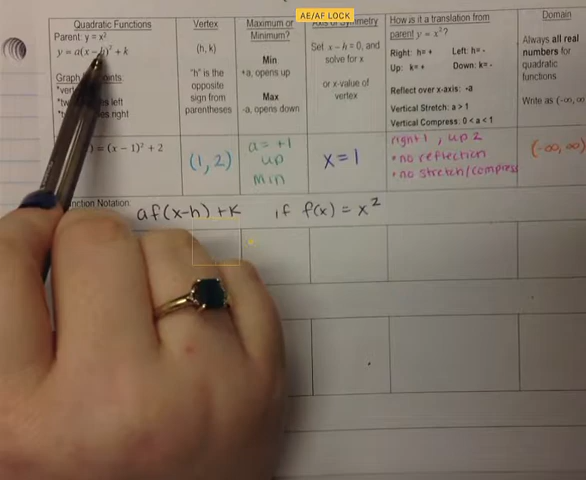 AE/AF LOCK
Quadratic Functions
Parent: y = x²
y = a(x − h)² + k
Vertex
(h, k)
"h" is the
opposite
sign from
parentheses
Maximum or
Minimum?
Min
+a, opens up
Max
-a, opens down
Set x − h = 0, and
solve for x
or x-value of
vertex
How is it a translation from
parent y = x²?
Right: h= + Left: h= -
Up: k= + Down: k= -
Reflect over x-axis: -a
Vertical Stretch: a > 1
Vertical Compress: 0 < a < 1
Domain
Always all real
numbers for
quadratic
functions
Write as (-∞, ∞)
= (x − 1)² + 2
(1, 2)
a = +1
up
min
x = 1
right 1, up 2
• no reflection
• no stretch/compress
(-∞, ∞)
Notation:
af(x-h) + k if f(x) = x²